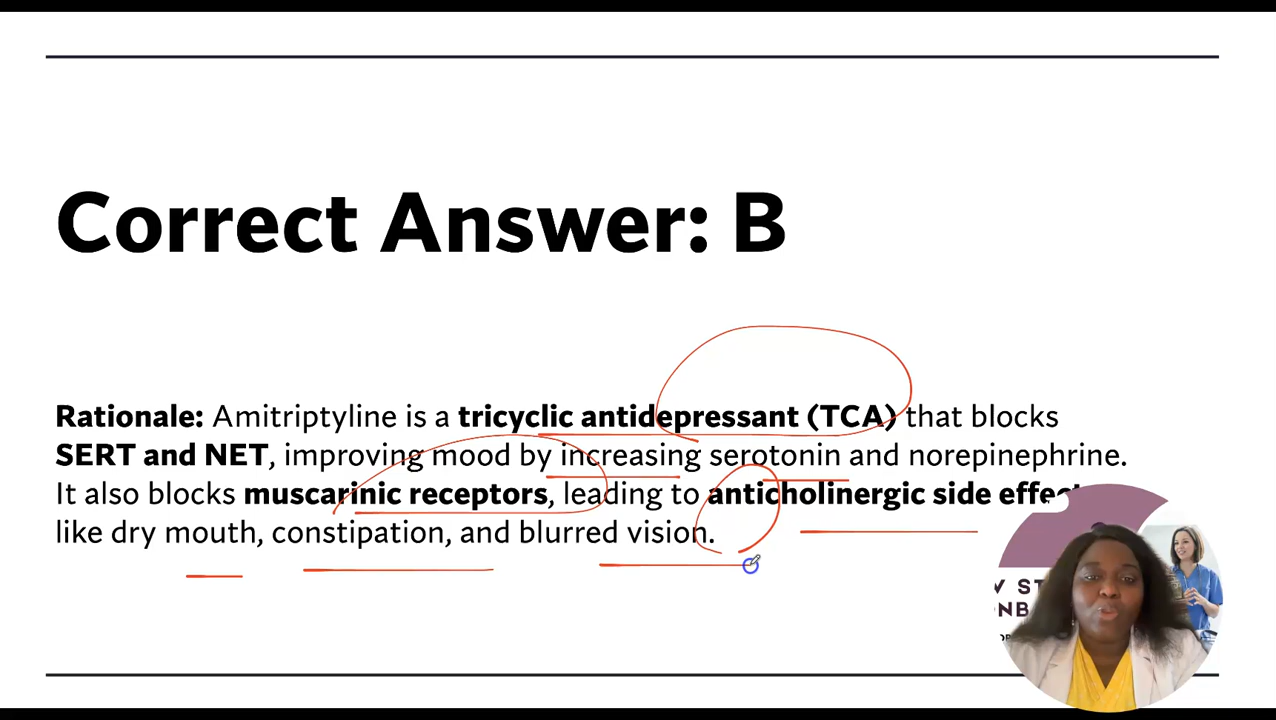 Correct Answer: B
Rationale: Amitriptyline is a tricyclic antidepressant (TCA) that blocks
SERT and NET, improving mood by increasing serotonin and norepinephrine.
It also blocks muscarinic receptors, leading to anticholinergic side
like dry mouth, constipation, and blurred vision.